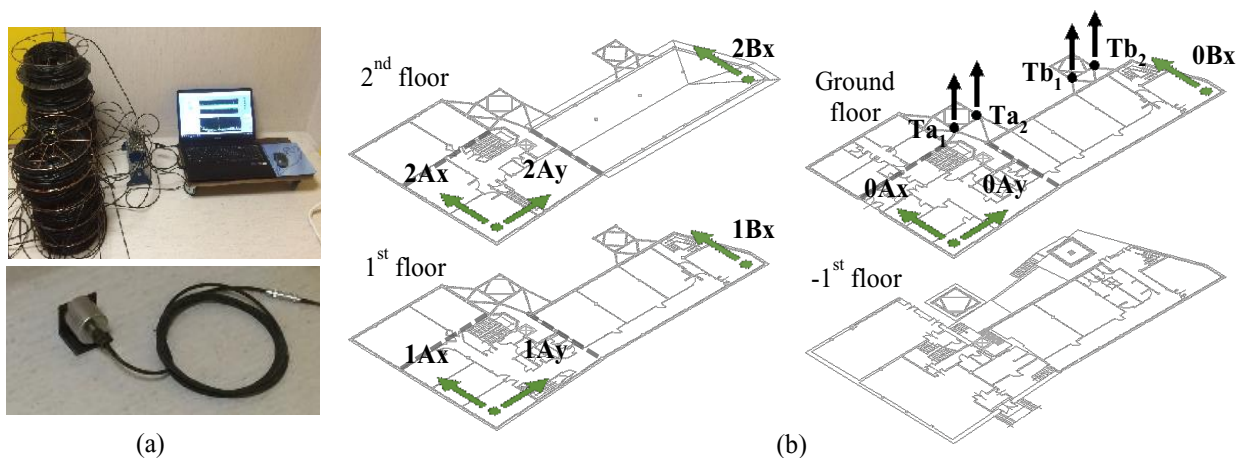 2nd floor
2Ax
2Ay
2Bx
1st floor
1Ax
1Ay
1Bx
Ground
floor
Ta1
Ta2
Tb1
Tb2
0Bx
0Ax
0Ay
-1st floor
(a)
(b)